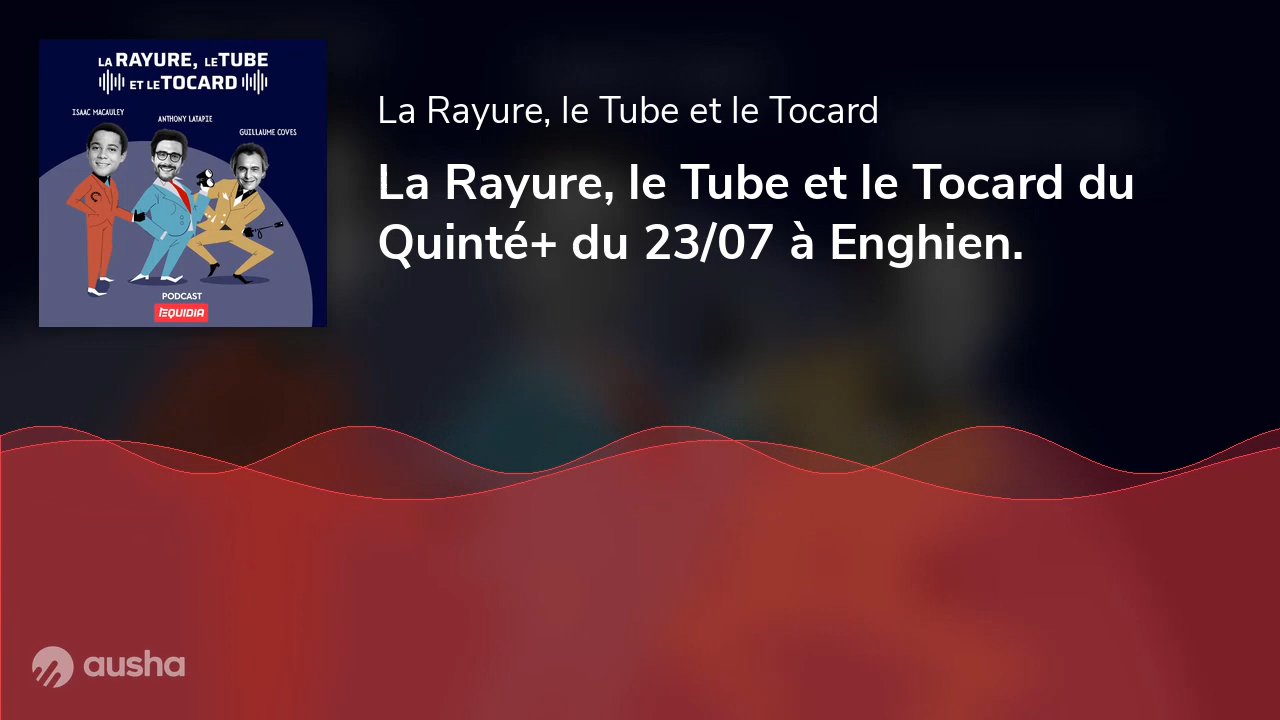 LA RAYURE, LE TUBE
ET LE TOCARD
ISAAC MACAULEY
ANTHONY LATAPIE
GUILLAUME COVES
PODCAST
EQUIDIA
La Rayure, le Tube et le Tocard
La Rayure, le Tube et le Tocard du
Quinté+ du 23/07 à Enghien.
ausha